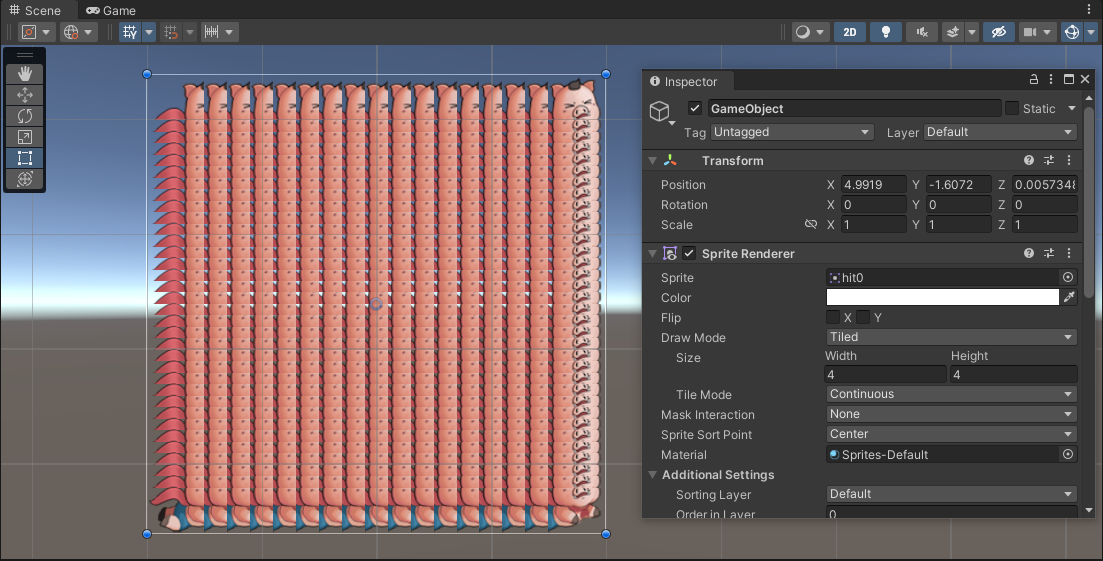 Scene Game
2D
Inspector
GameObject Static
Tag Untagged Layer Default
Transform
Position X 4.9919 Y -1.6072 Z 0.0057348
Rotation X 0 Y 0 Z 0
Scale X 1 Y 1 Z 1
Sprite Renderer
Sprite hit0
Color
Flip X Y
Draw Mode Tiled
Size Width Height
4 4
Tile Mode Continuous
Mask Interaction None
Sprite Sort Point Center
Material Sprites-Default
Additional Settings
Sorting Layer Default
Order in Layer 0